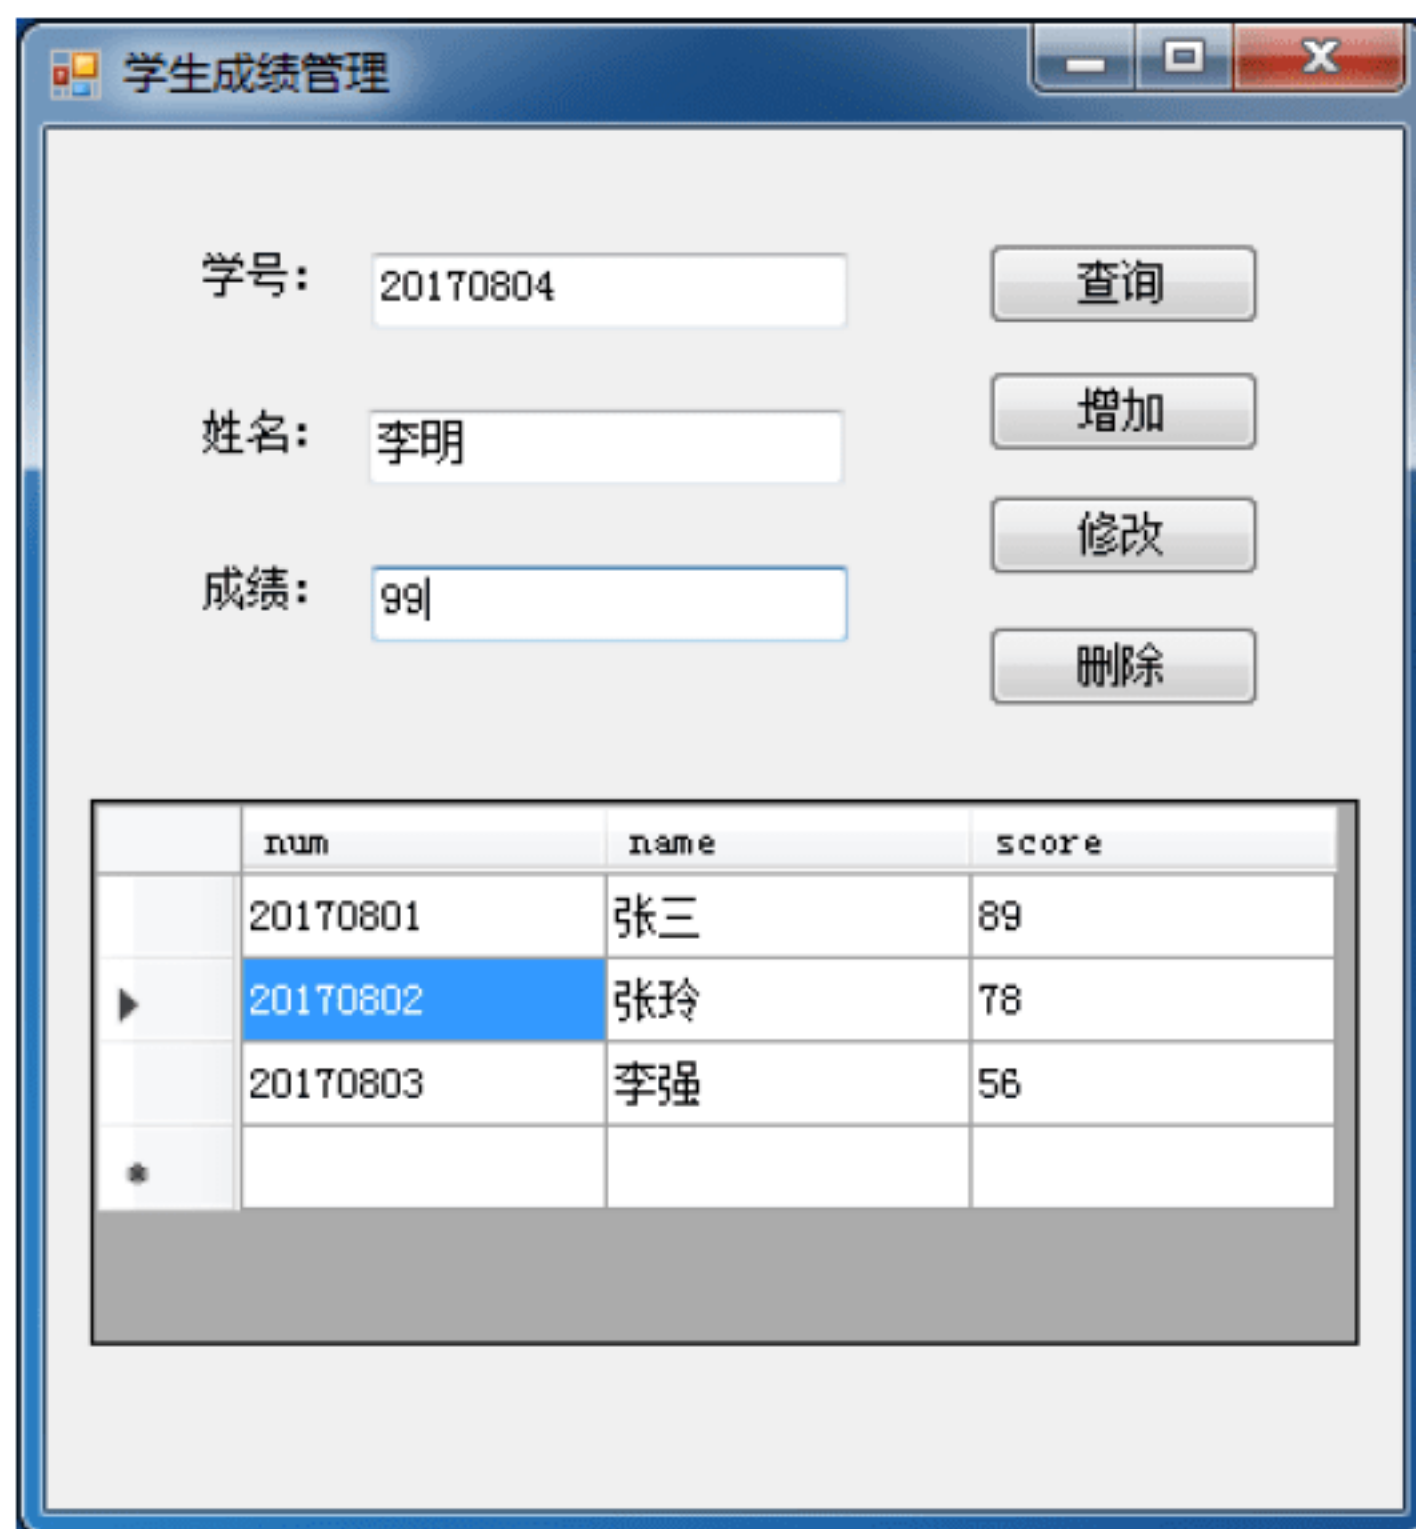 学生成绩管理
学号: 20170804 查询
增加
姓名: 李明
修改
成绩: 99
删除
num name score
20170801 张三 89
20170802 张玲 78
20170803 李强 56